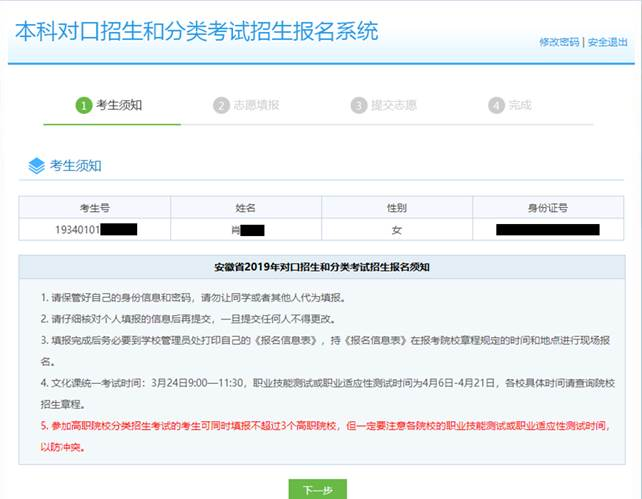 本科对口招生和分类考试招生报名系统
修改密码 | 安全退出
1 考生须知 2 志愿填报 3 提交志愿 4 完成
考生须知
考生号 姓名 性别 身份证号
19340101 肖 女
安徽省2019年对口招生和分类考试招生报名须知
1. 请保管好自己的身份信息和密码，请勿让同学或者其他人代为填报。
2. 请仔细核对个人填报的信息后再提交，一旦提交任何人不得更改。
3. 填报完成后务必要到学校管理员处打印自己的《报名信息表》，持《报名信息表》在报考院校章程规定的时间和地点进行现场报
名。
4. 文化课统一考试时间：3月24日9:00—11:30，职业技能测试或职业适应性测试时间为4月6日-4月21日，各校具体时间请查询院校
招生章程。
5. 参加高职院校分类招生考试的考生可同时填报不超过3个高职院校，但一定要注意各院校的职业技能测试或职业适应性测试时间，
以防冲突。
下一步